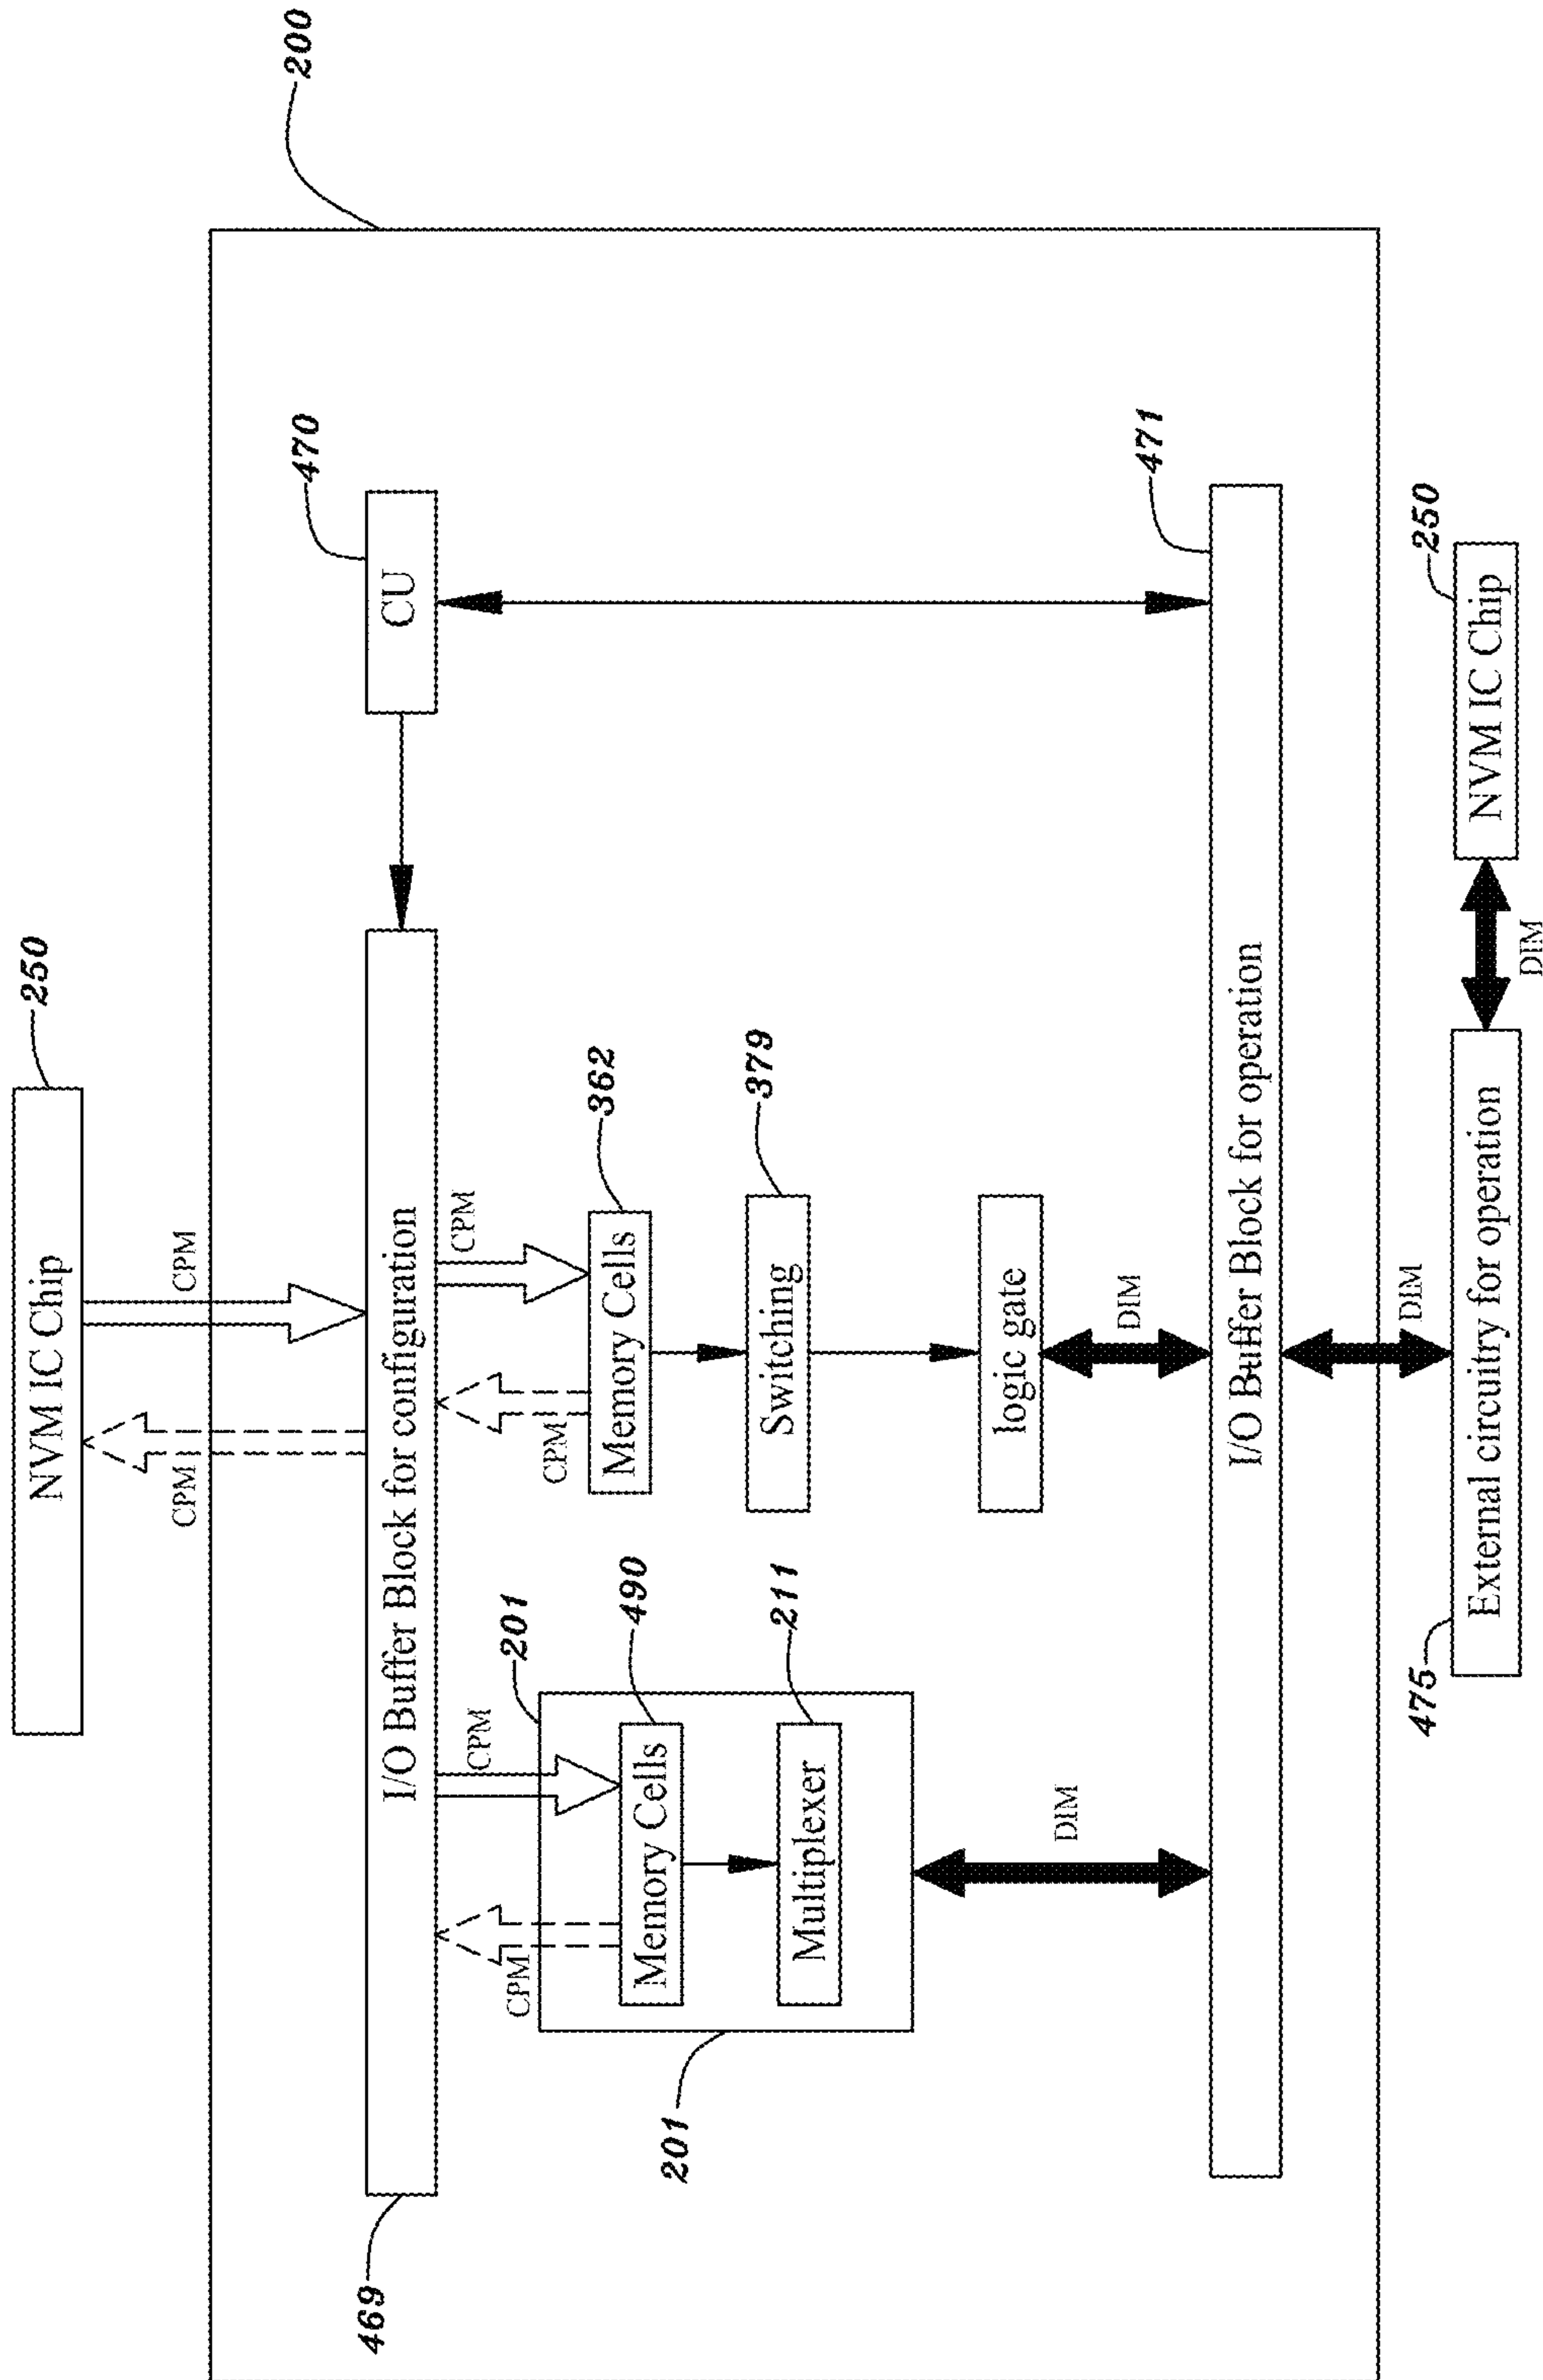 250
NVM IC Chip
CPM
CPM
200
469
I/O Buffer Block for configuration
470
CU
CPM
CPM
CPM
CPM
201
490
Memory Cells
362
Memory Cells
211
Multiplexer
379
Switching
201
logic gate
DIM
DIM
471
I/O Buffer Block for operation
DIM
475
External circuitry for operation
DIM
250
NVM IC Chip